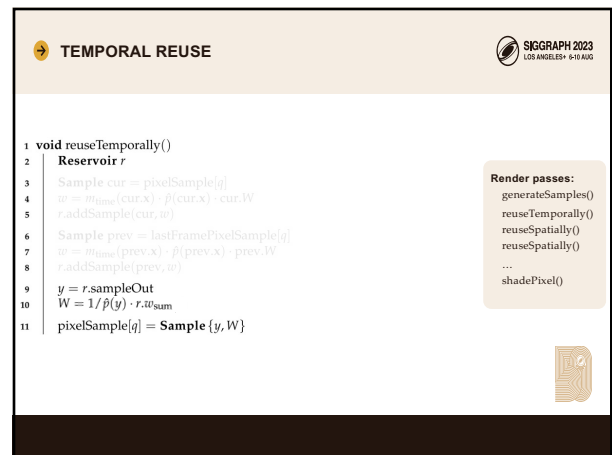 TEMPORAL REUSE
SIGGRAPH 2023
LOS ANGELES+ 6-10 AUG
1 void reuseTemporally()
2 Reservoir r
3 Sample cur = pixelSample[q]
4 w = m_time(cur.x) · p̂(cur.x) · cur.W
5 r.addSample(cur, w)
6 Sample prev = lastFramePixelSample[q]
7 w = m_time(prev.x) · p̂(prev.x) · prev.W
8 r.addSample(prev, w)
9 y = r.sampleOut
10 W = 1/p̂(y) · r.w_sum
11 pixelSample[q] = Sample {y, W}
Render passes:
generateSamples()
reuseTemporally()
reuseSpatially()
reuseSpatially()
...
shadePixel()